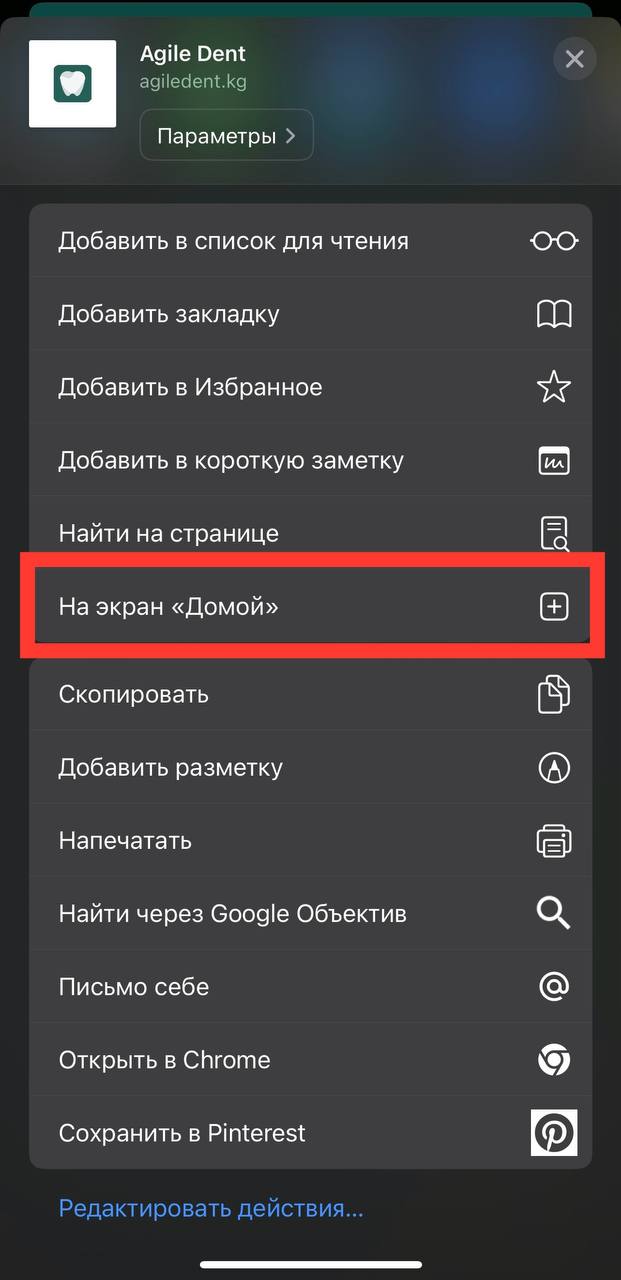 Agile Dent
agiledent.kg
Параметры
Добавить в список для чтения
Добавить закладку
Добавить в Избранное
Добавить в короткую заметку
Найти на странице
На экран «Домой»
Скопировать
Добавить разметку
Напечатать
Найти через Google Объектив
Письмо себе
Открыть в Chrome
Сохранить в Pinterest
Редактировать действия...